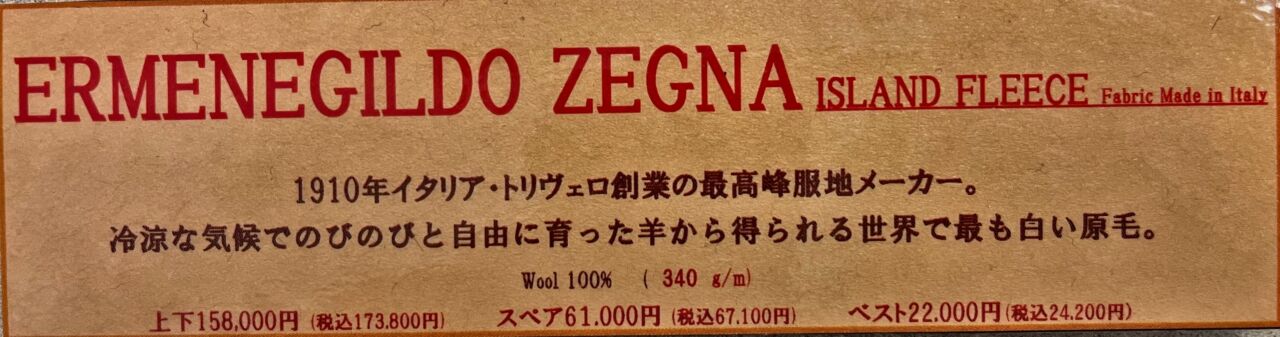 ERMENEGILDO ZEGNA ISLAND FLEECE Fabric Made in Italy
1910年イタリア・トリヴェロ創業の最高峰服地メーカー。
冷涼な気候でのびのびと自由に育った羊から得られる世界で最も白い原毛。
Wool 100% ( 340 g/m)
上下158,000円 (税込173.800円) スペア61.000円 (税込67.100円) ベスト22.000円(税込24.200円)